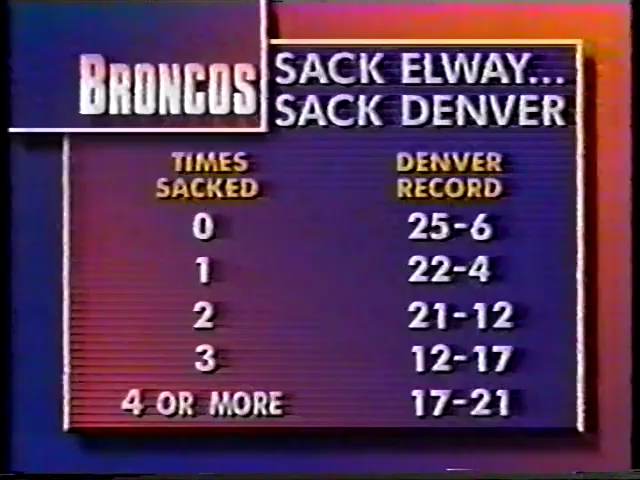 BRONCOS
SACK ELWAY...
SACK DENVER
TIMES SACKED
DENVER RECORD
0 25-6
1 22-4
2 21-12
3 12-17
4 OR MORE 17-21